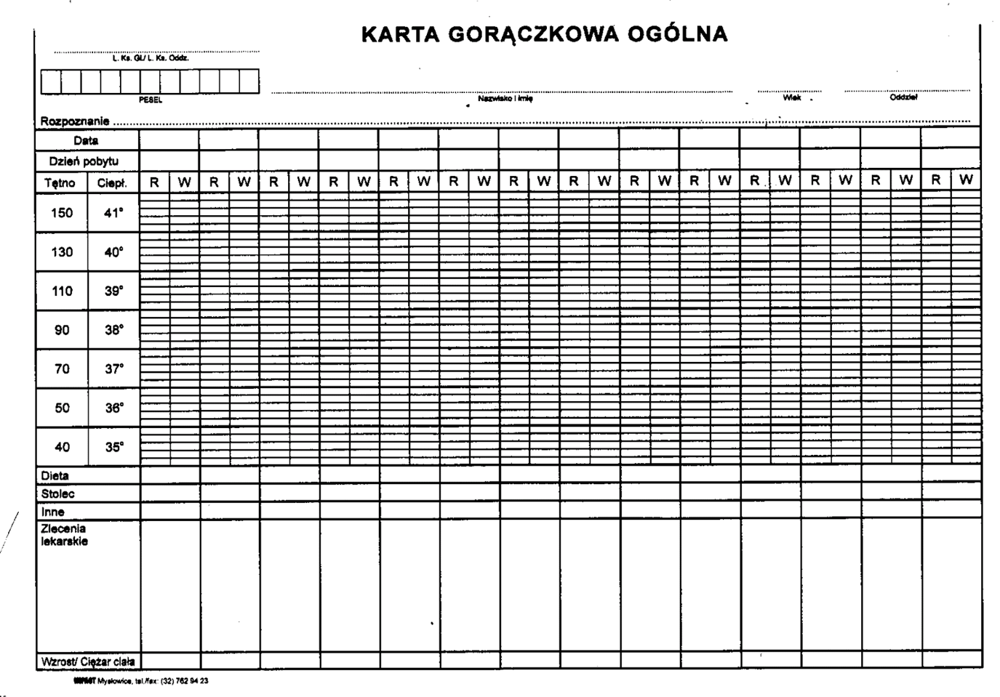 KARTA GORĄCZKOWA OGÓLNA
L. Ks. Gł./ L. Ks. Oddz.
PESEL
Nazwisko i imię
Wiek
Oddział
Rozpoznanie
Data
Dzień pobytu
Tętno Ciepł. R W R W R W R W R W R W R W R W R W R W R W R W R W R W
150 41°
130 40°
110 39°
90 38°
70 37°
50 36°
40 35°
Dieta
Stolec
Inne
Zlecenia
lekarskie
Wzrost/ Ciężar ciała
Mysłowice, tel./fax: (32) 762 94 23